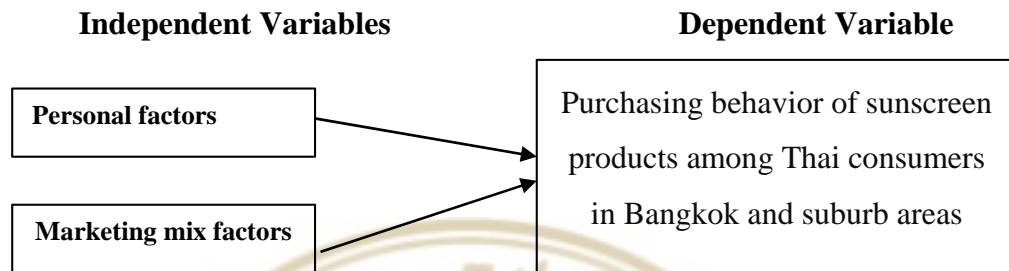 Independent Variables
Dependent Variable
Personal factors
Marketing mix factors
Purchasing behavior of sunscreen
products among Thai consumers
in Bangkok and suburb areas